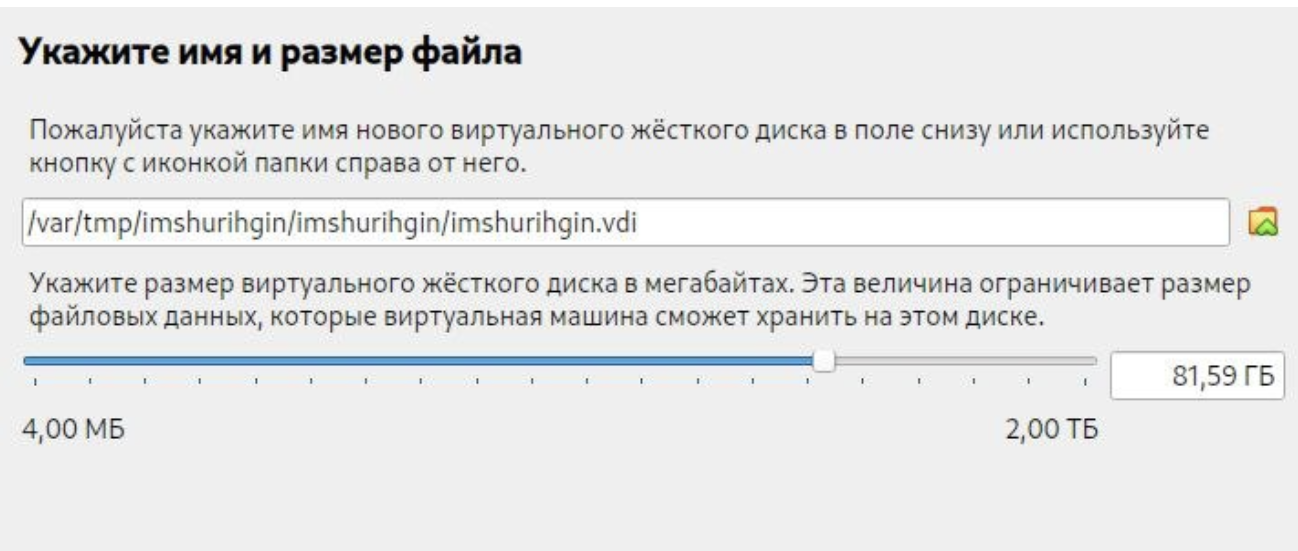 Укажите имя и размер файла
Пожалуйста укажите имя нового виртуального жёсткого диска в поле снизу или используйте
кнопку с иконкой папки справа от него.
/var/tmp/imshurihgin/imshurihgin/imshurihgin.vdi
Укажите размер виртуального жёсткого диска в мегабайтах. Эта величина ограничивает размер
файловых данных, которые виртуальная машина сможет хранить на этом диске.
81,59 ГБ
4,00 МБ 2,00 ТБ